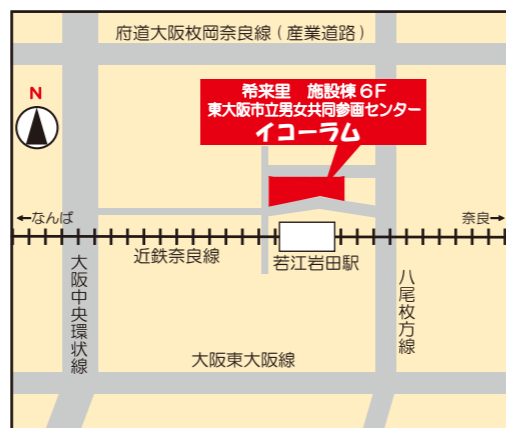 府道大阪枚岡奈良線(産業道路)
N
希来里 施設棟6F
東大阪市立男女共同参画センター
イコーラム
←なんば
奈良→
近鉄奈良線
若江岩田駅
大阪中央環状線
八尾枚方線
大阪東大阪線